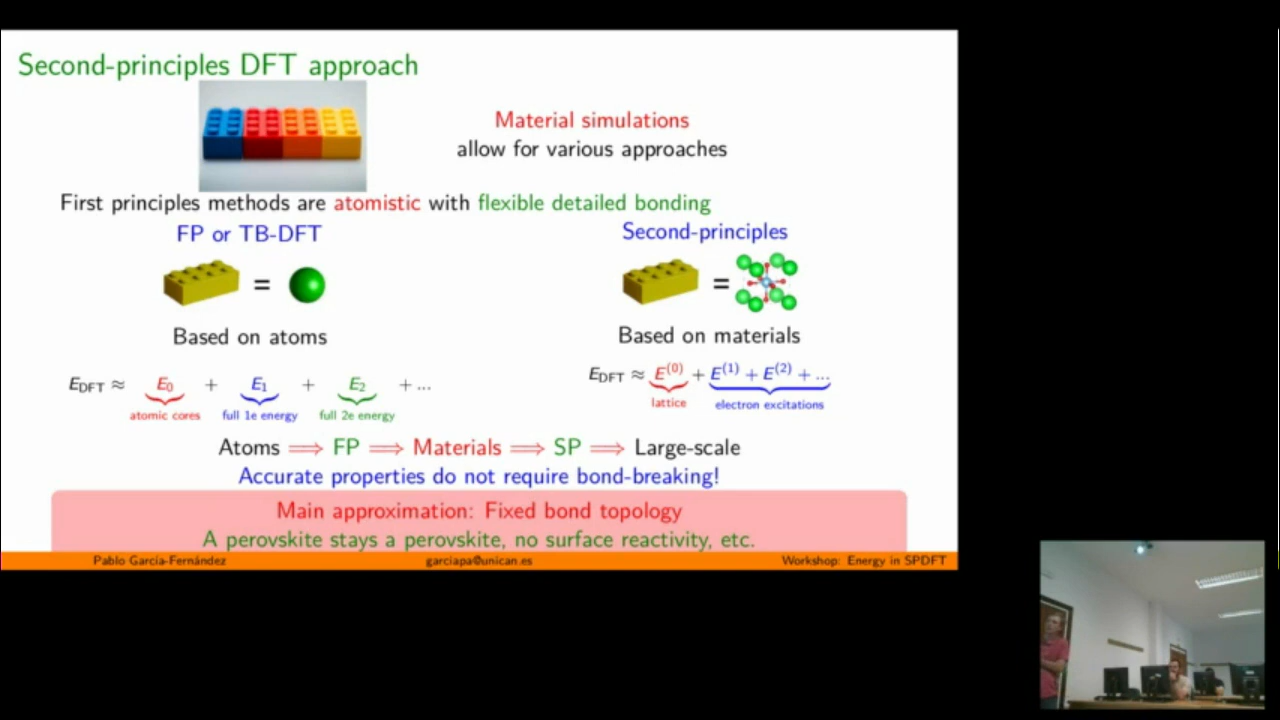 Second-principles DFT approach
Material simulations
allow for various approaches
First principles methods are atomistic with flexible detailed bonding
FP or TB-DFT
=
Based on atoms
E_DFT ≈ E₀ + E₁ + E₂ + ...
atomic cores full 1e energy full 2e energy
Second-principles
=
Based on materials
E_DFT ≈ E⁽⁰⁾ + E⁽¹⁾ + E⁽²⁾ + ...
lattice electron excitations
Atoms ⟹ FP ⟹ Materials ⟹ SP ⟹ Large-scale
Accurate properties do not require bond-breaking!
Main approximation: Fixed bond topology
A perovskite stays a perovskite, no surface reactivity, etc.
Pablo García-Fernández garciapa@unican.es Workshop: Energy in SPDFT